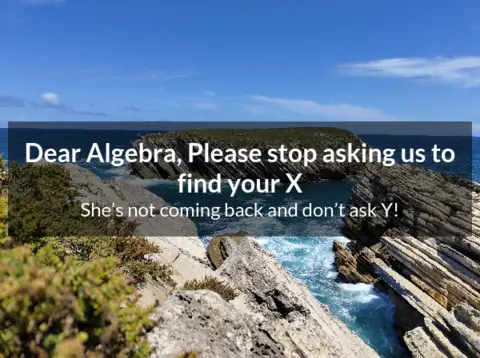 Dear Algebra, Please stop asking us to
find your X
She's not coming back and don't ask Y!